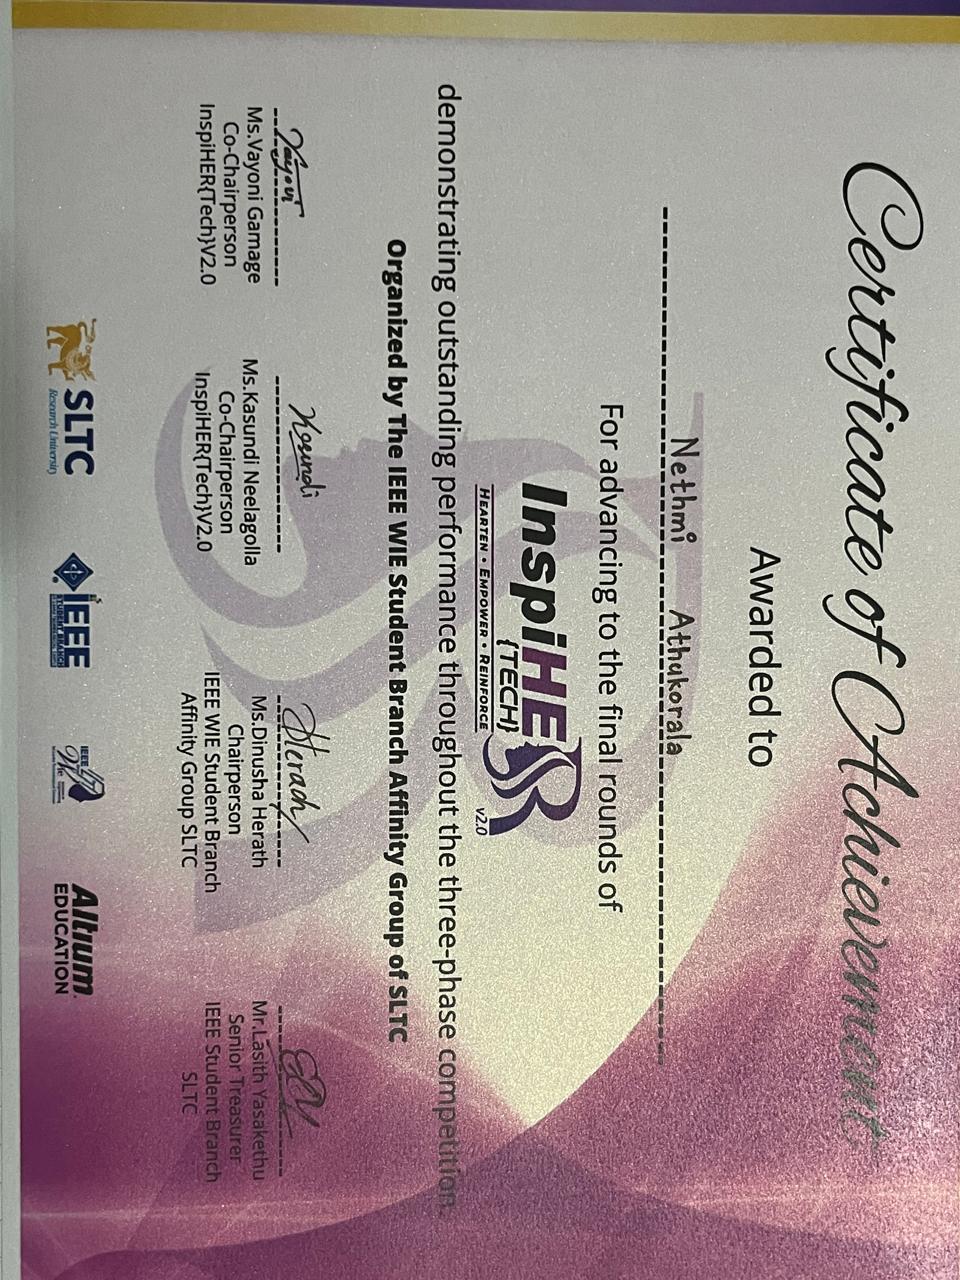 Certificate of Achievement
Awarded to
Nethmi Athukorala
For advancing to the final rounds of
InspiHER
{TECH}
v2.0
HEARTEN • EMPOWER • REINFORCE
demonstrating outstanding performance throughout the three-phase competition
Organized by The IEEE WIE Student Branch Affinity Group of SLTC
Kasundi
Herath
Ms.Vayoni Gamage
Co-Chairperson
InspiHER{Tech}V2.0
Ms.Kasundi Neelagolla
Co-Chairperson
InspiHER{Tech}V2.0
Ms.Dinusha Herath
Chairperson
IEEE WIE Student Branch
Affinity Group SLTC
Mr.Lasith Yasakethu
Senior Treasurer
IEEE Student Branch
SLTC
SLTC
Research University
IEEE
STUDENT BRANCH
IEEE
wie
Altium
EDUCATION